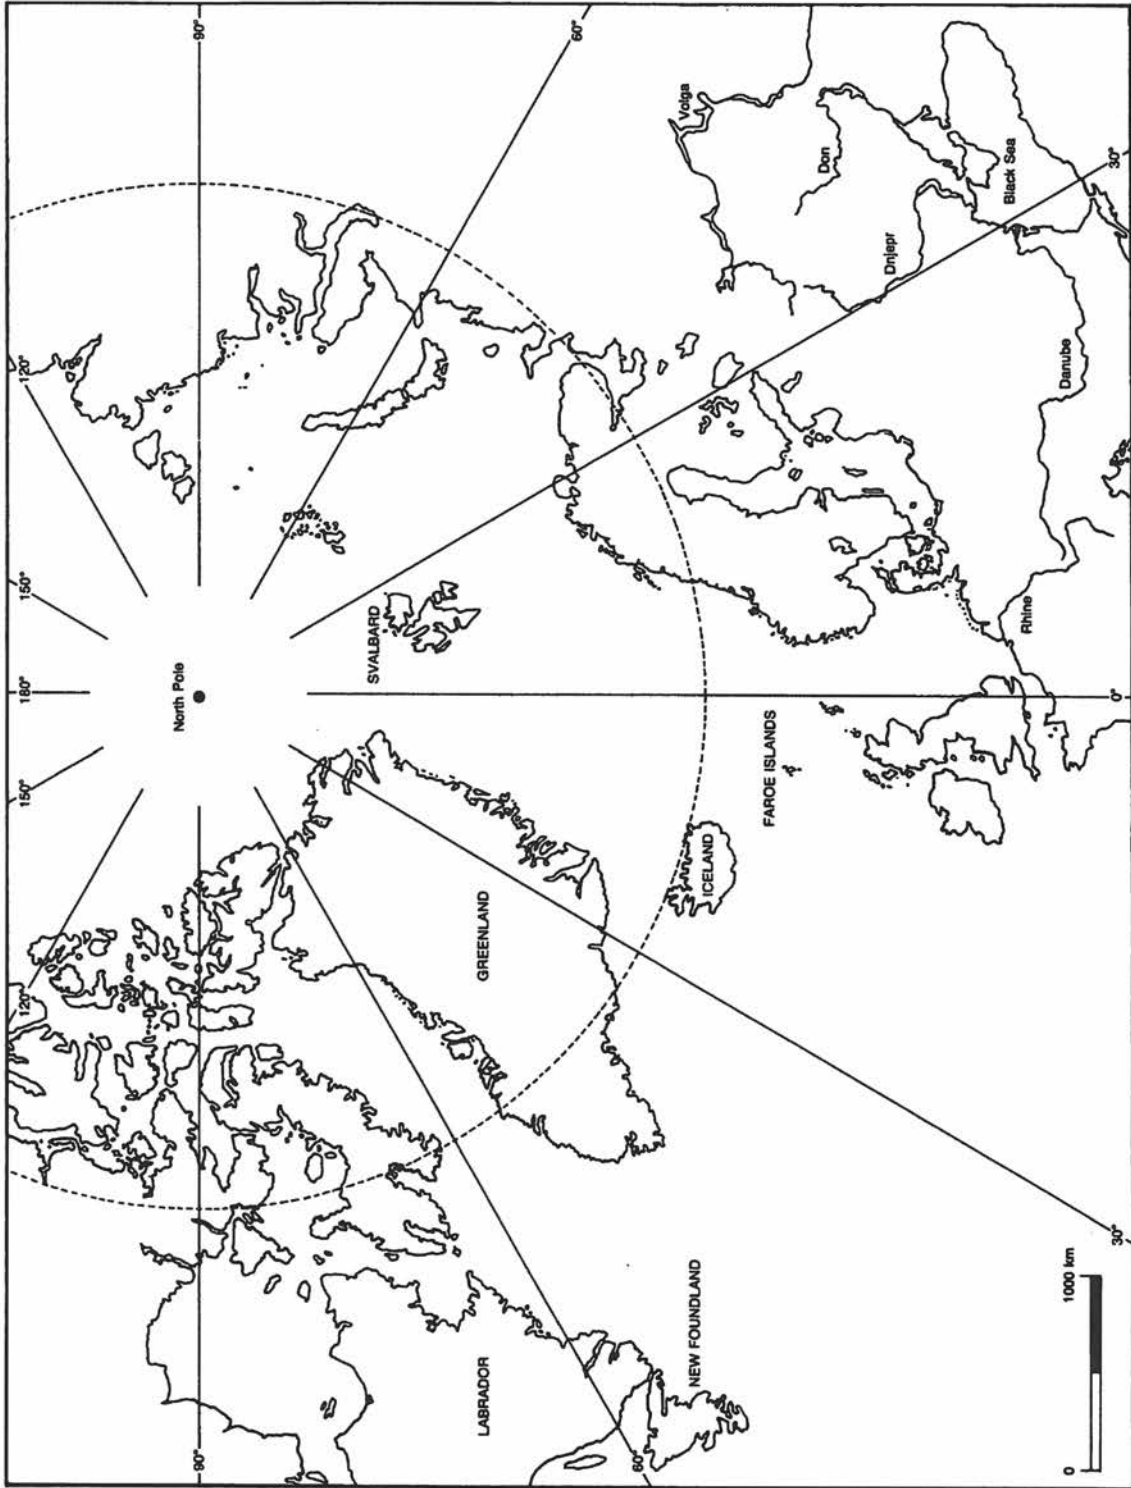 90°
60°
120°
150°
180°
150°
120°
90°
60°
30°
0°
30°
North Pole
SVALBARD
GREENLAND
ICELAND
FAROE ISLANDS
LABRADOR
NEW FOUNDLAND
Volga
Don
Dnjepr
Black Sea
Danube
Rhine
0
1000 km